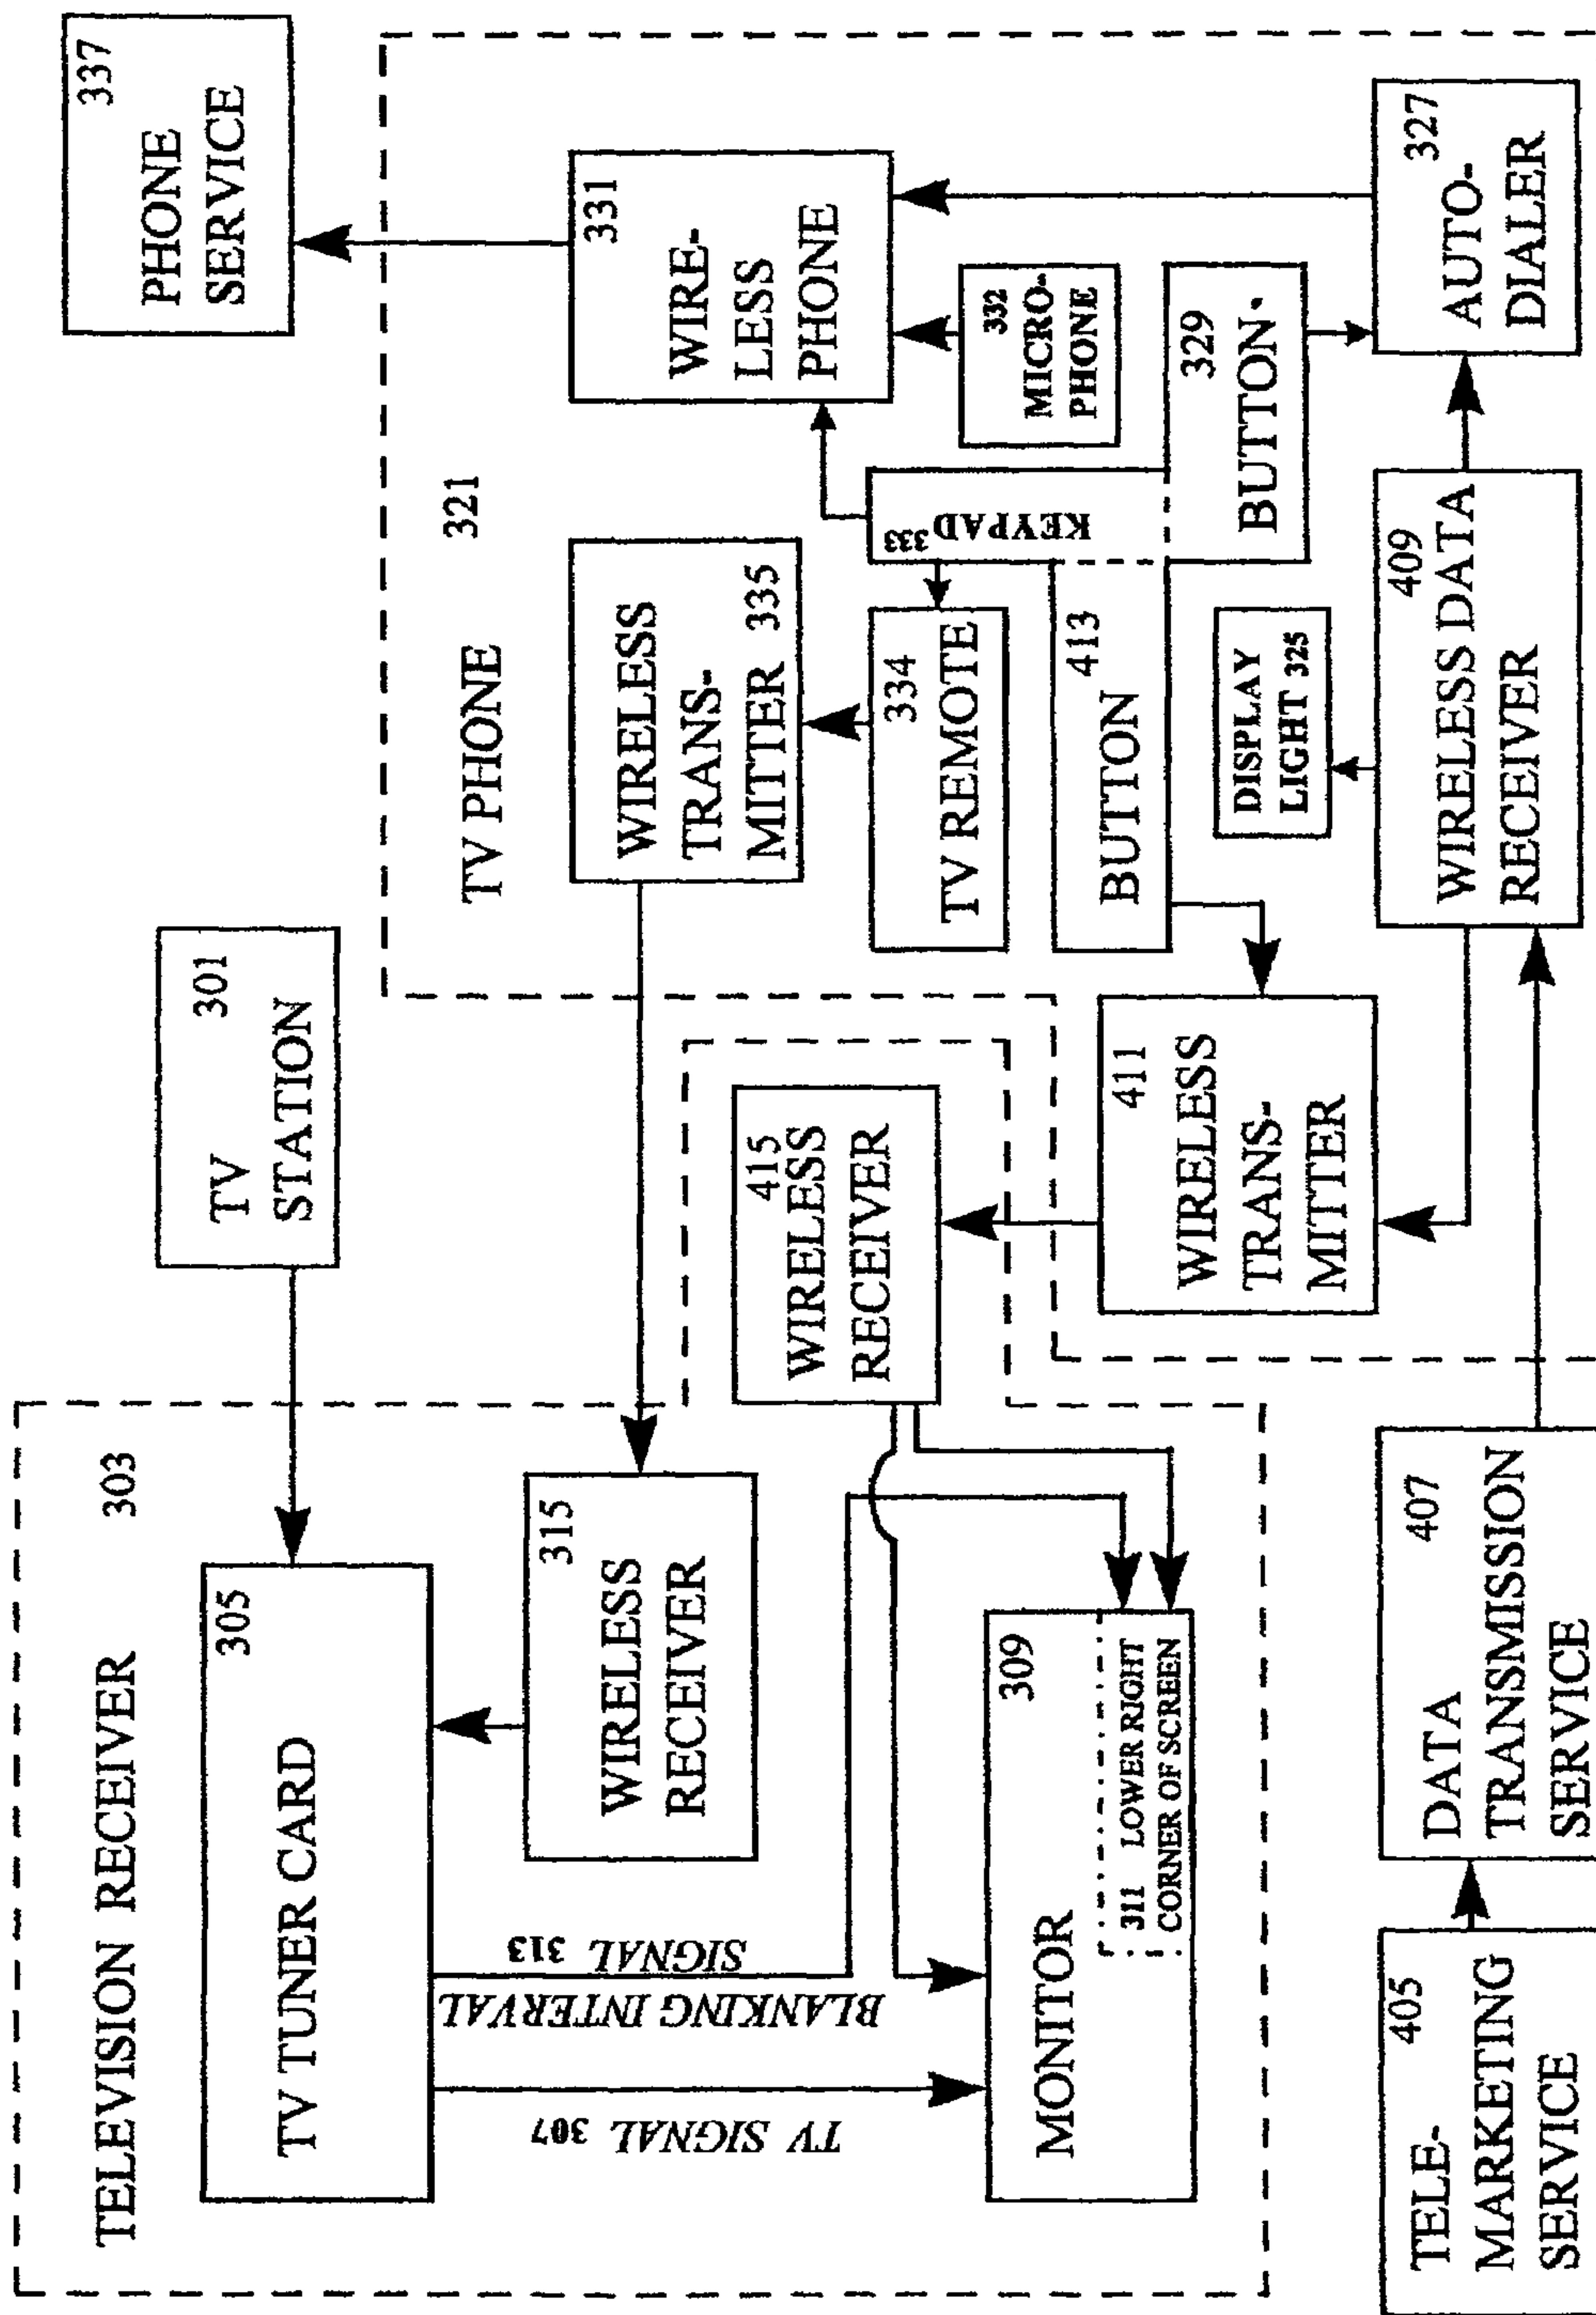 TELEVISION RECEIVER 303
305
TV TUNER CARD
301
TV
STATION
337
PHONE
SERVICE
TV PHONE 321
315
WIRELESS
RECEIVER
TV SIGNAL 307
BLANKING INTERVAL
SIGNAL 313
309
MONITOR
311 LOWER RIGHT
CORNER OF SCREEN
415
WIRELESS
RECEIVER
WIRELESS
TRANS-
MITTER 335
331
WIRE-
LESS
PHONE
334
TV REMOTE
KEYPAD
333
332
MICRO-
PHONE
413
BUTTON
329
BUTTON
411
WIRELESS
TRANS-
MITTER
DISPLAY
LIGHT 325
409
WIRELESS DATA
RECEIVER
327
AUTO-
DIALER
405
TELE-
MARKETING
SERVICE
407
DATA
TRANSMISSION
SERVICE